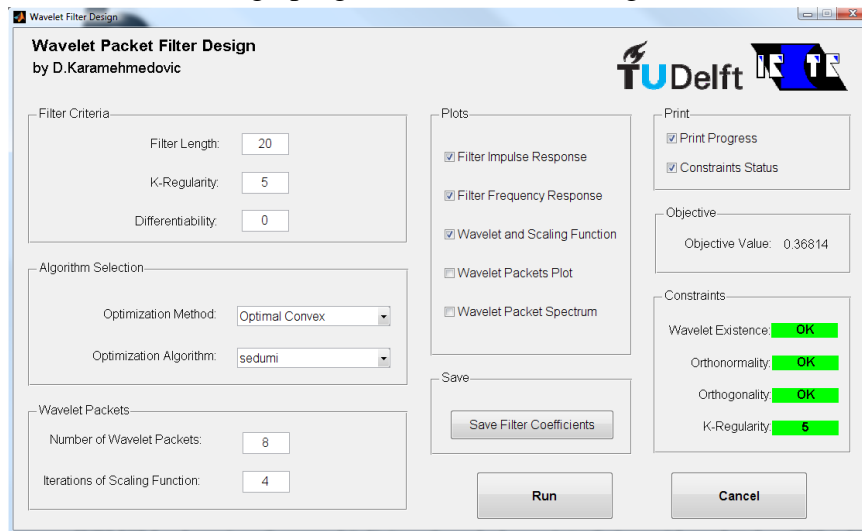 Wavelet Filter Design
Wavelet Packet Filter Design
by D.Karamehmedovic
TU Delft
Filter Criteria
Filter Length: 20
K-Regularity: 5
Differentiability: 0
Algorithm Selection
Optimization Method: Optimal Convex
Optimization Algorithm: sedumi
Wavelet Packets
Number of Wavelet Packets: 8
Iterations of Scaling Function: 4
Plots
Filter Impulse Response
Filter Frequency Response
Wavelet and Scaling Function
Wavelet Packets Plot
Wavelet Packet Spectrum
Save
Save Filter Coefficients
Run
Print
Print Progress
Constraints Status
Objective
Objective Value: 0.36814
Constraints
Wavelet Existence: OK
Orthonormality: OK
Orthogonality: OK
K-Regularity: 5
Cancel